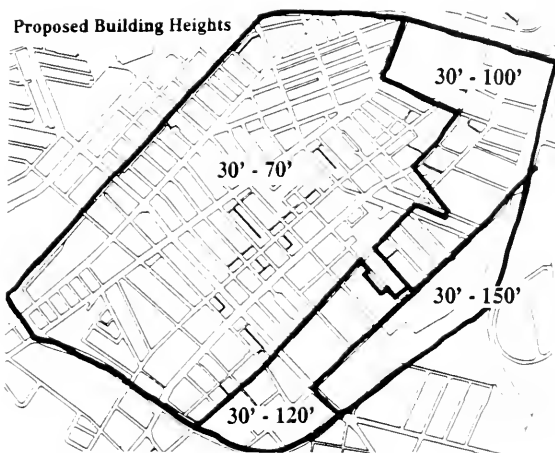 Proposed Building Heights
30' - 100'
30' - 70'
30' - 150'
30' - 120'